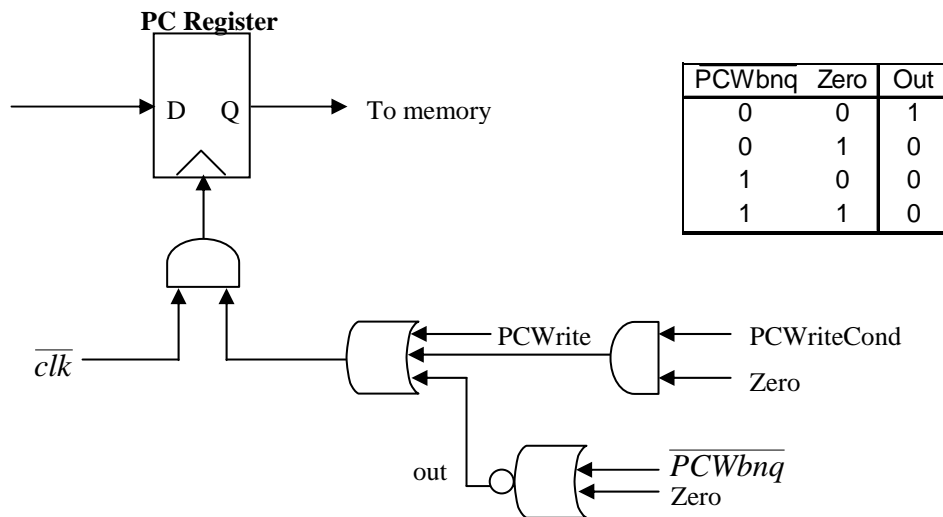 PC Register
D Q
To memory
PCWbnq Zero Out
0 0 1
0 1 0
1 0 0
1 1 0
clk
PCWrite
PCWriteCond
Zero
out
PCWbnq
Zero